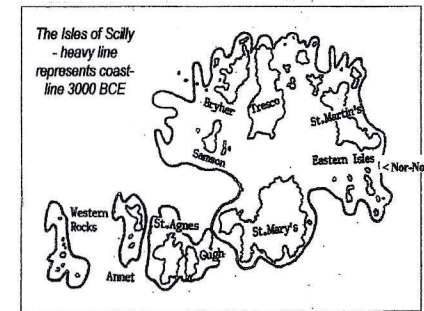 The Isles of Scilly
- heavy line
represents coast-
line 3000 BCE
Bryher
Tresco
St.Martin's
Samson
Eastern Isles
< Nor-No
Western
Rocks
St.Agnes
St.Mary's
Gugh
Annet